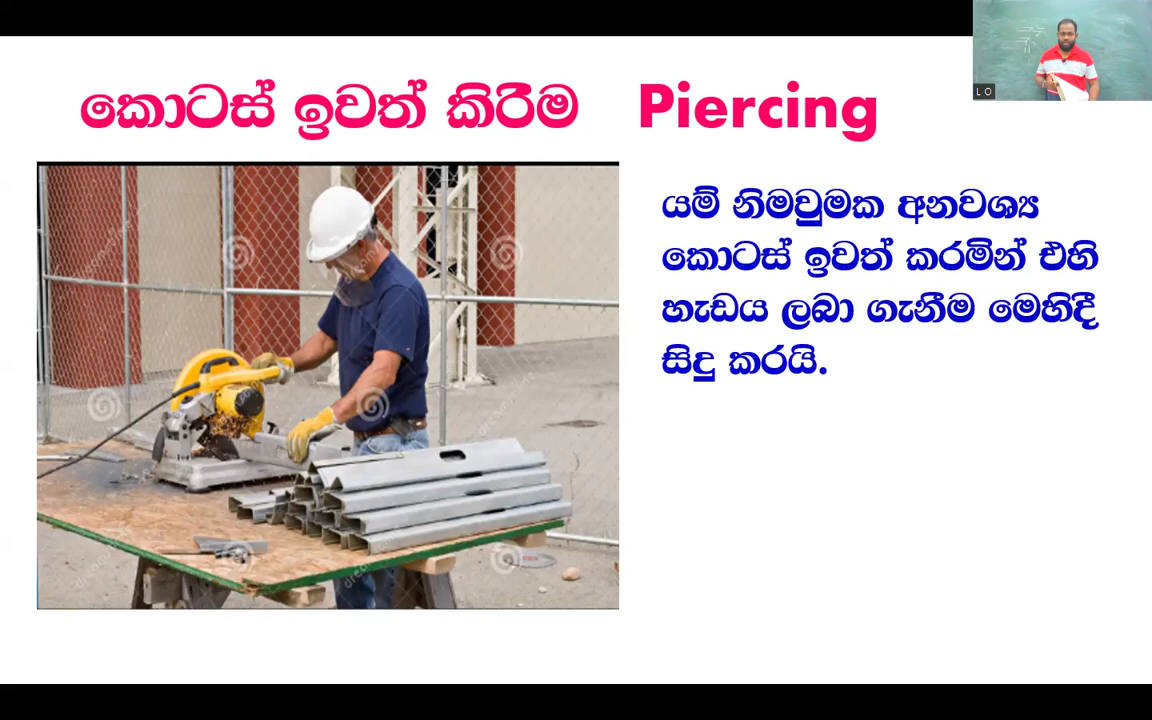 කොටස් ඉවත් කිරීම Piercing
L O
යම් නිමවුමක අනවශ්‍ය
කොටස් ඉවත් කරමින් එහි
හැඩය ලබා ගැනීම මෙහිදී
සිදු කරයි.